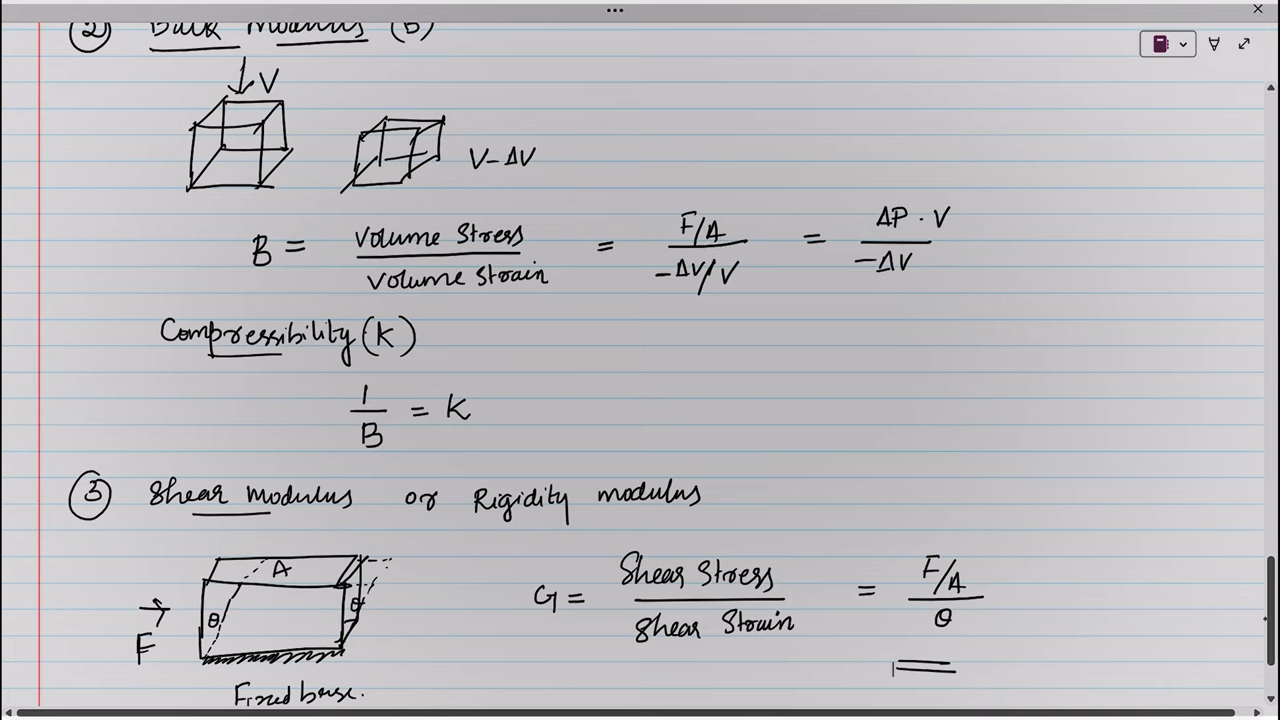 ② Bulk Modulus (B)
V
V-ΔV
B = Volume Stress / Volume Strain = F/A / -ΔV/V = ΔP · V / -ΔV
Compressibility (K)
1/B = K
③ Shear modulus or Rigidity modulus
A
θ θ
F
G = Shear Stress / Shear Strain = F/A / θ
Fixed base.